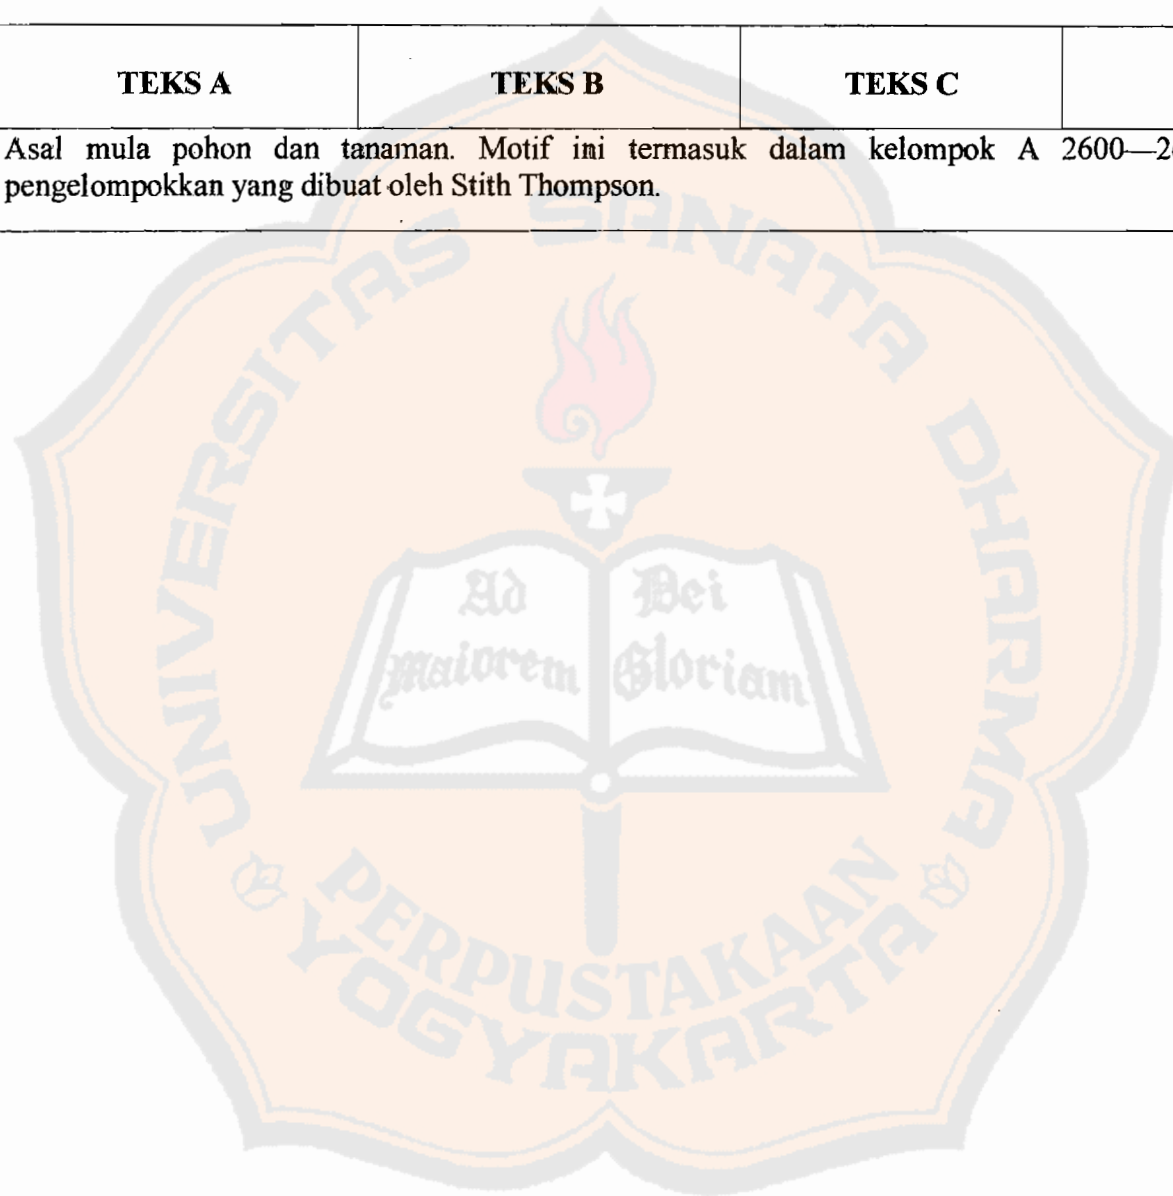 TEKS A TEKS B TEKS C
Asal mula pohon dan tanaman. Motif ini termasuk dalam kelompok A 2600—2
pengelompokkan yang dibuat oleh Stith Thompson.
UNIVERSITAS SANATA DHARMA
Ad Dei
Maiorem Gloriam
PERPUSTAKAAN
YOGYAKARTA